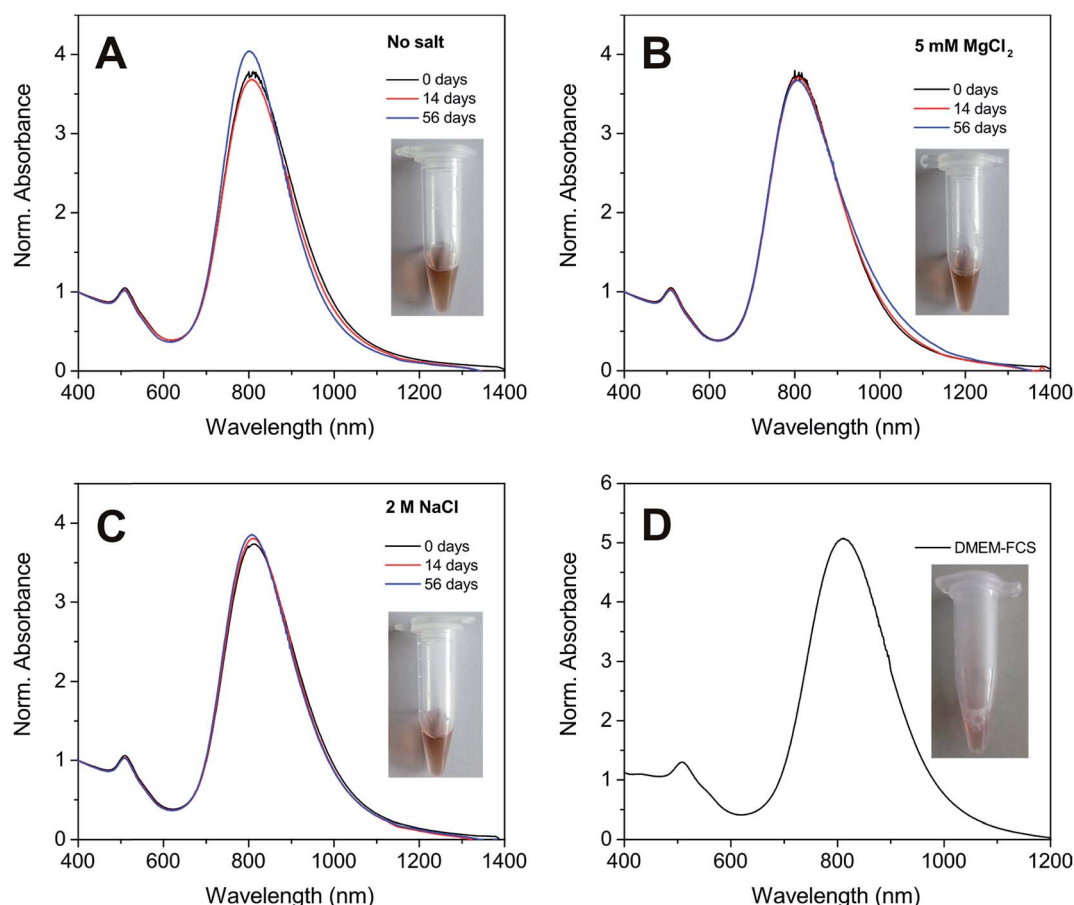 A
No salt
0 days
14 days
56 days
Norm. Absorbance
4
3
2
1
0
400 600 800 1000 1200 1400
Wavelength (nm)
B
5 mM MgCl₂
0 days
14 days
56 days
Norm. Absorbance
4
3
2
1
0
400 600 800 1000 1200 1400
Wavelength (nm)
C
2 M NaCl
0 days
14 days
56 days
Norm. Absorbance
4
3
2
1
0
400 600 800 1000 1200 1400
Wavelength (nm)
D
DMEM-FCS
Norm. Absorbance
6
5
4
3
2
1
0
400 600 800 1000 1200
Wavelength (nm)